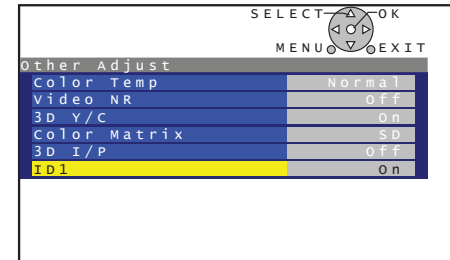 SELECT OK
MENU EXIT
Other Adjust
Color Temp Normal
Video NR Off
3D Y/C On
Color Matrix SD
3D I/P Off
ID1 On